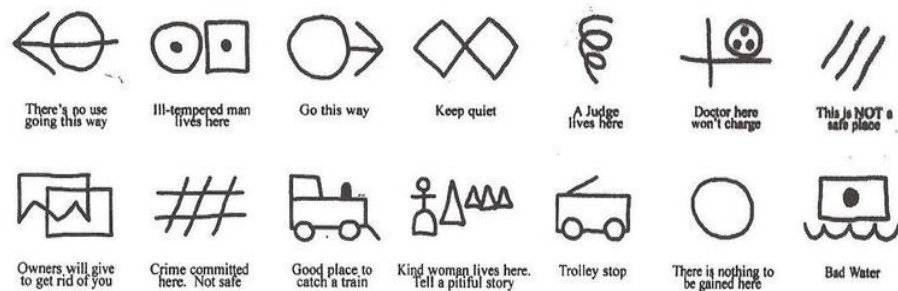 There's no use
going this way
Ill-tempered man
lives here
Go this way
Keep quiet
A Judge
lives here
Doctor here
won't charge
This is NOT a
safe place
Owners will give
to get rid of you
Crime committed
here. Not safe
Good place to
catch a train
Kind woman lives here.
Tell a pitiful story
Trolley stop
There is nothing to
be gained here
Bad Water